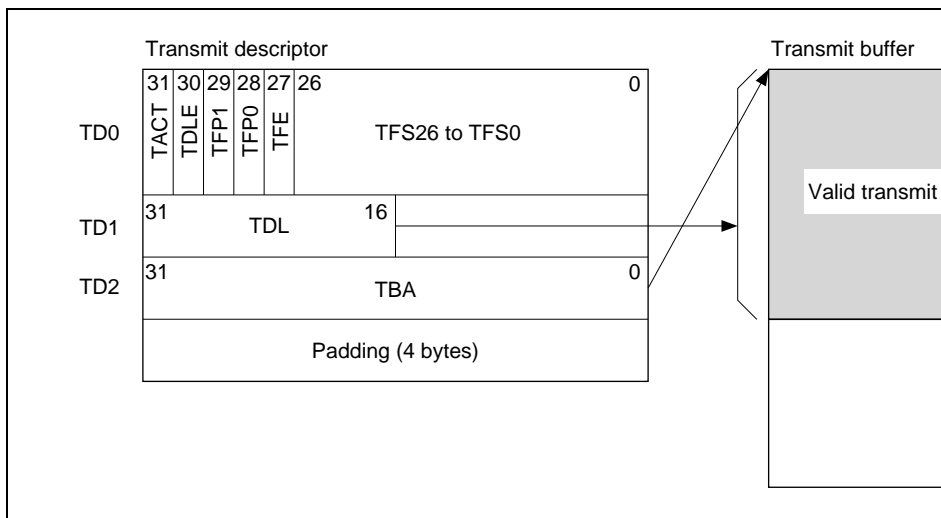 Transmit descriptor
Transmit buffer
31 30 29 28 27 26 0
TD0
TACT
TDLE
TFP1
TFP0
TFE
TFS26 to TFS0
Valid transmit
31 16
TD1
TDL
31 0
TD2
TBA
Padding (4 bytes)